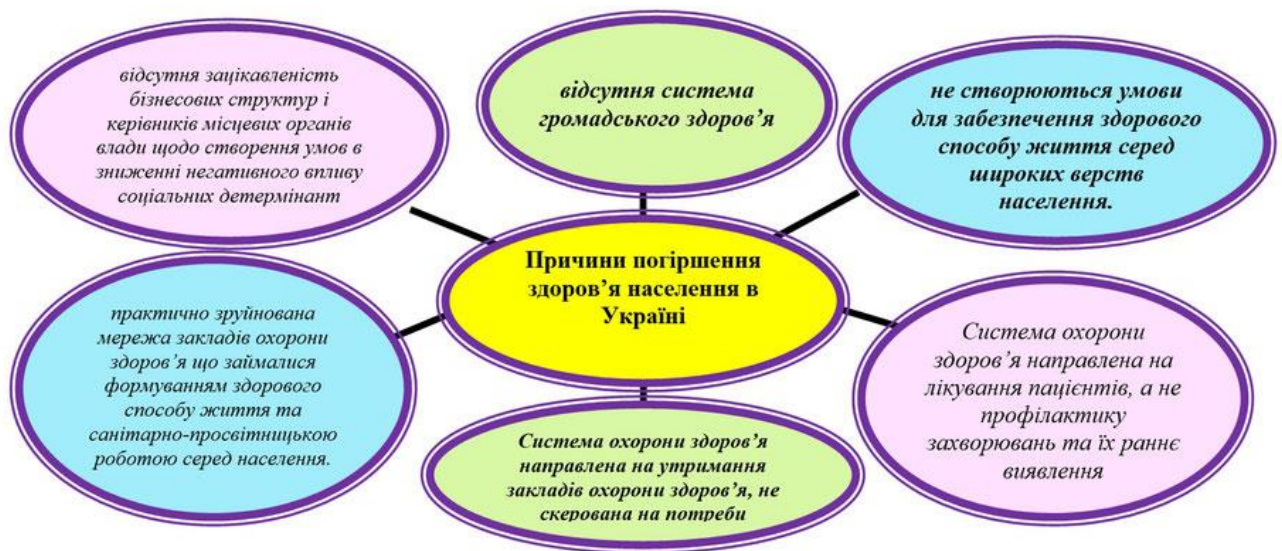 відсутня зацікавленість
бізнесових структур і
керівників місцевих органів
влади щодо створення умов в
зниженні негативного впливу
соціальних детермінант
відсутня система
громадського здоров’я
не створюються умови
для забезпечення здорового
способу життя серед
широких верств
населення.
Причини погіршення
здоров’я населення в
Україні
практично зруйнована
мережа закладів охорони
здоров’я що займалися
формуванням здорового
способу життя та
санітарно-просвітницькою
роботою серед населення.
Система охорони здоров’я
направлена на утримання
закладів охорони здоров’я, не
скерована на потреби
Система охорони
здоров’я направлена на
лікування пацієнтів, а не
профілактику
захворювань та їх раннє
виявлення